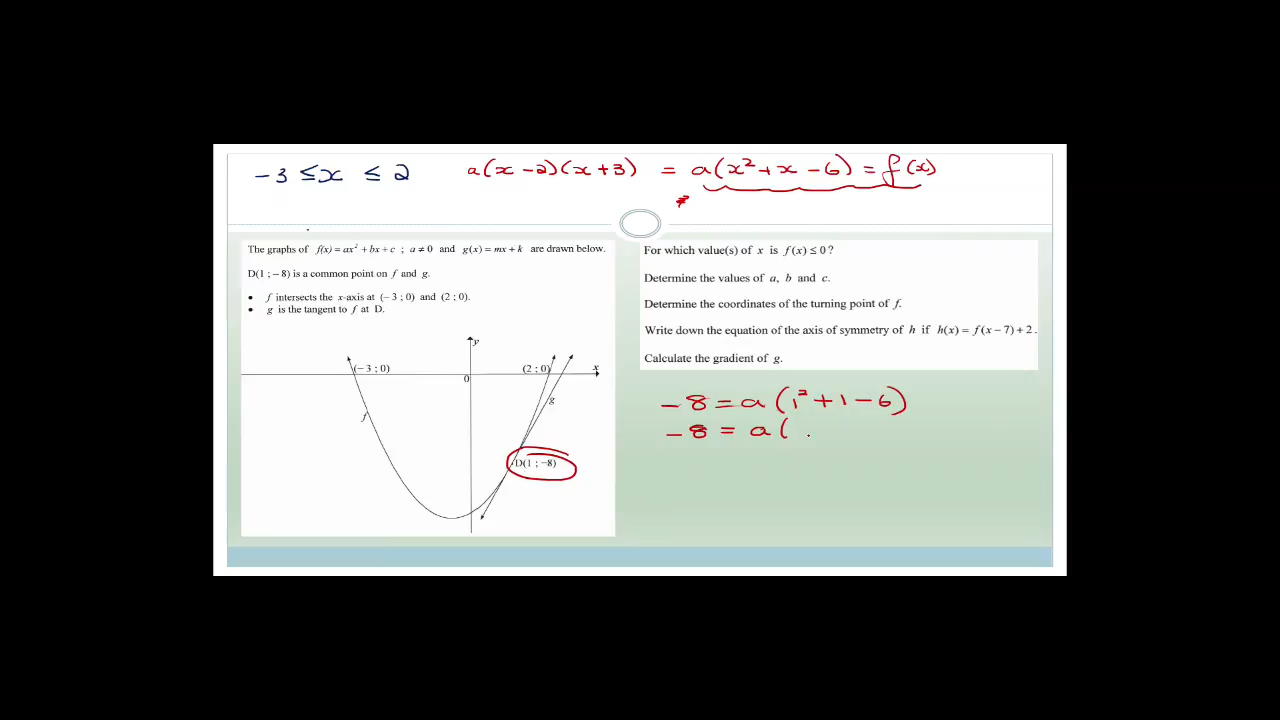 -3 ≤ x ≤ 2
a(x-2)(x+3) = a(x²+x-6) = f(x)
The graphs of f(x) = ax² + bx + c ; a ≠ 0 and g(x) = mx + k are drawn below.
D(1 ; -8) is a common point on f and g.
• f intersects the x-axis at (-3 ; 0) and (2 ; 0).
• g is the tangent to f at D.
y
(-3 ; 0)
0
(2 ; 0)
x
g
f
D(1 ; -8)
For which value(s) of x is f(x) ≤ 0 ?
Determine the values of a, b and c.
Determine the coordinates of the turning point of f.
Write down the equation of the axis of symmetry of h if h(x) = f(x - 7) + 2 .
Calculate the gradient of g.
-8 = a(1²+1-6)
-8 = a(